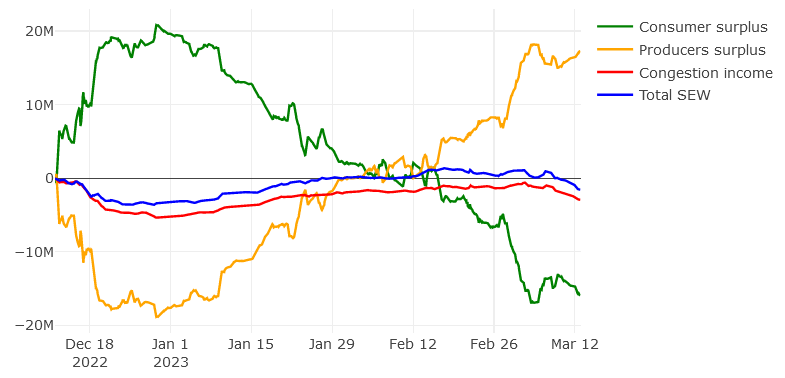 20M
10M
0
−10M
−20M
Dec 18
2022
Jan 1
2023
Jan 15
Jan 29
Feb 12
Feb 26
Mar 12
Consumer surplus
Producers surplus
Congestion income
Total SEW